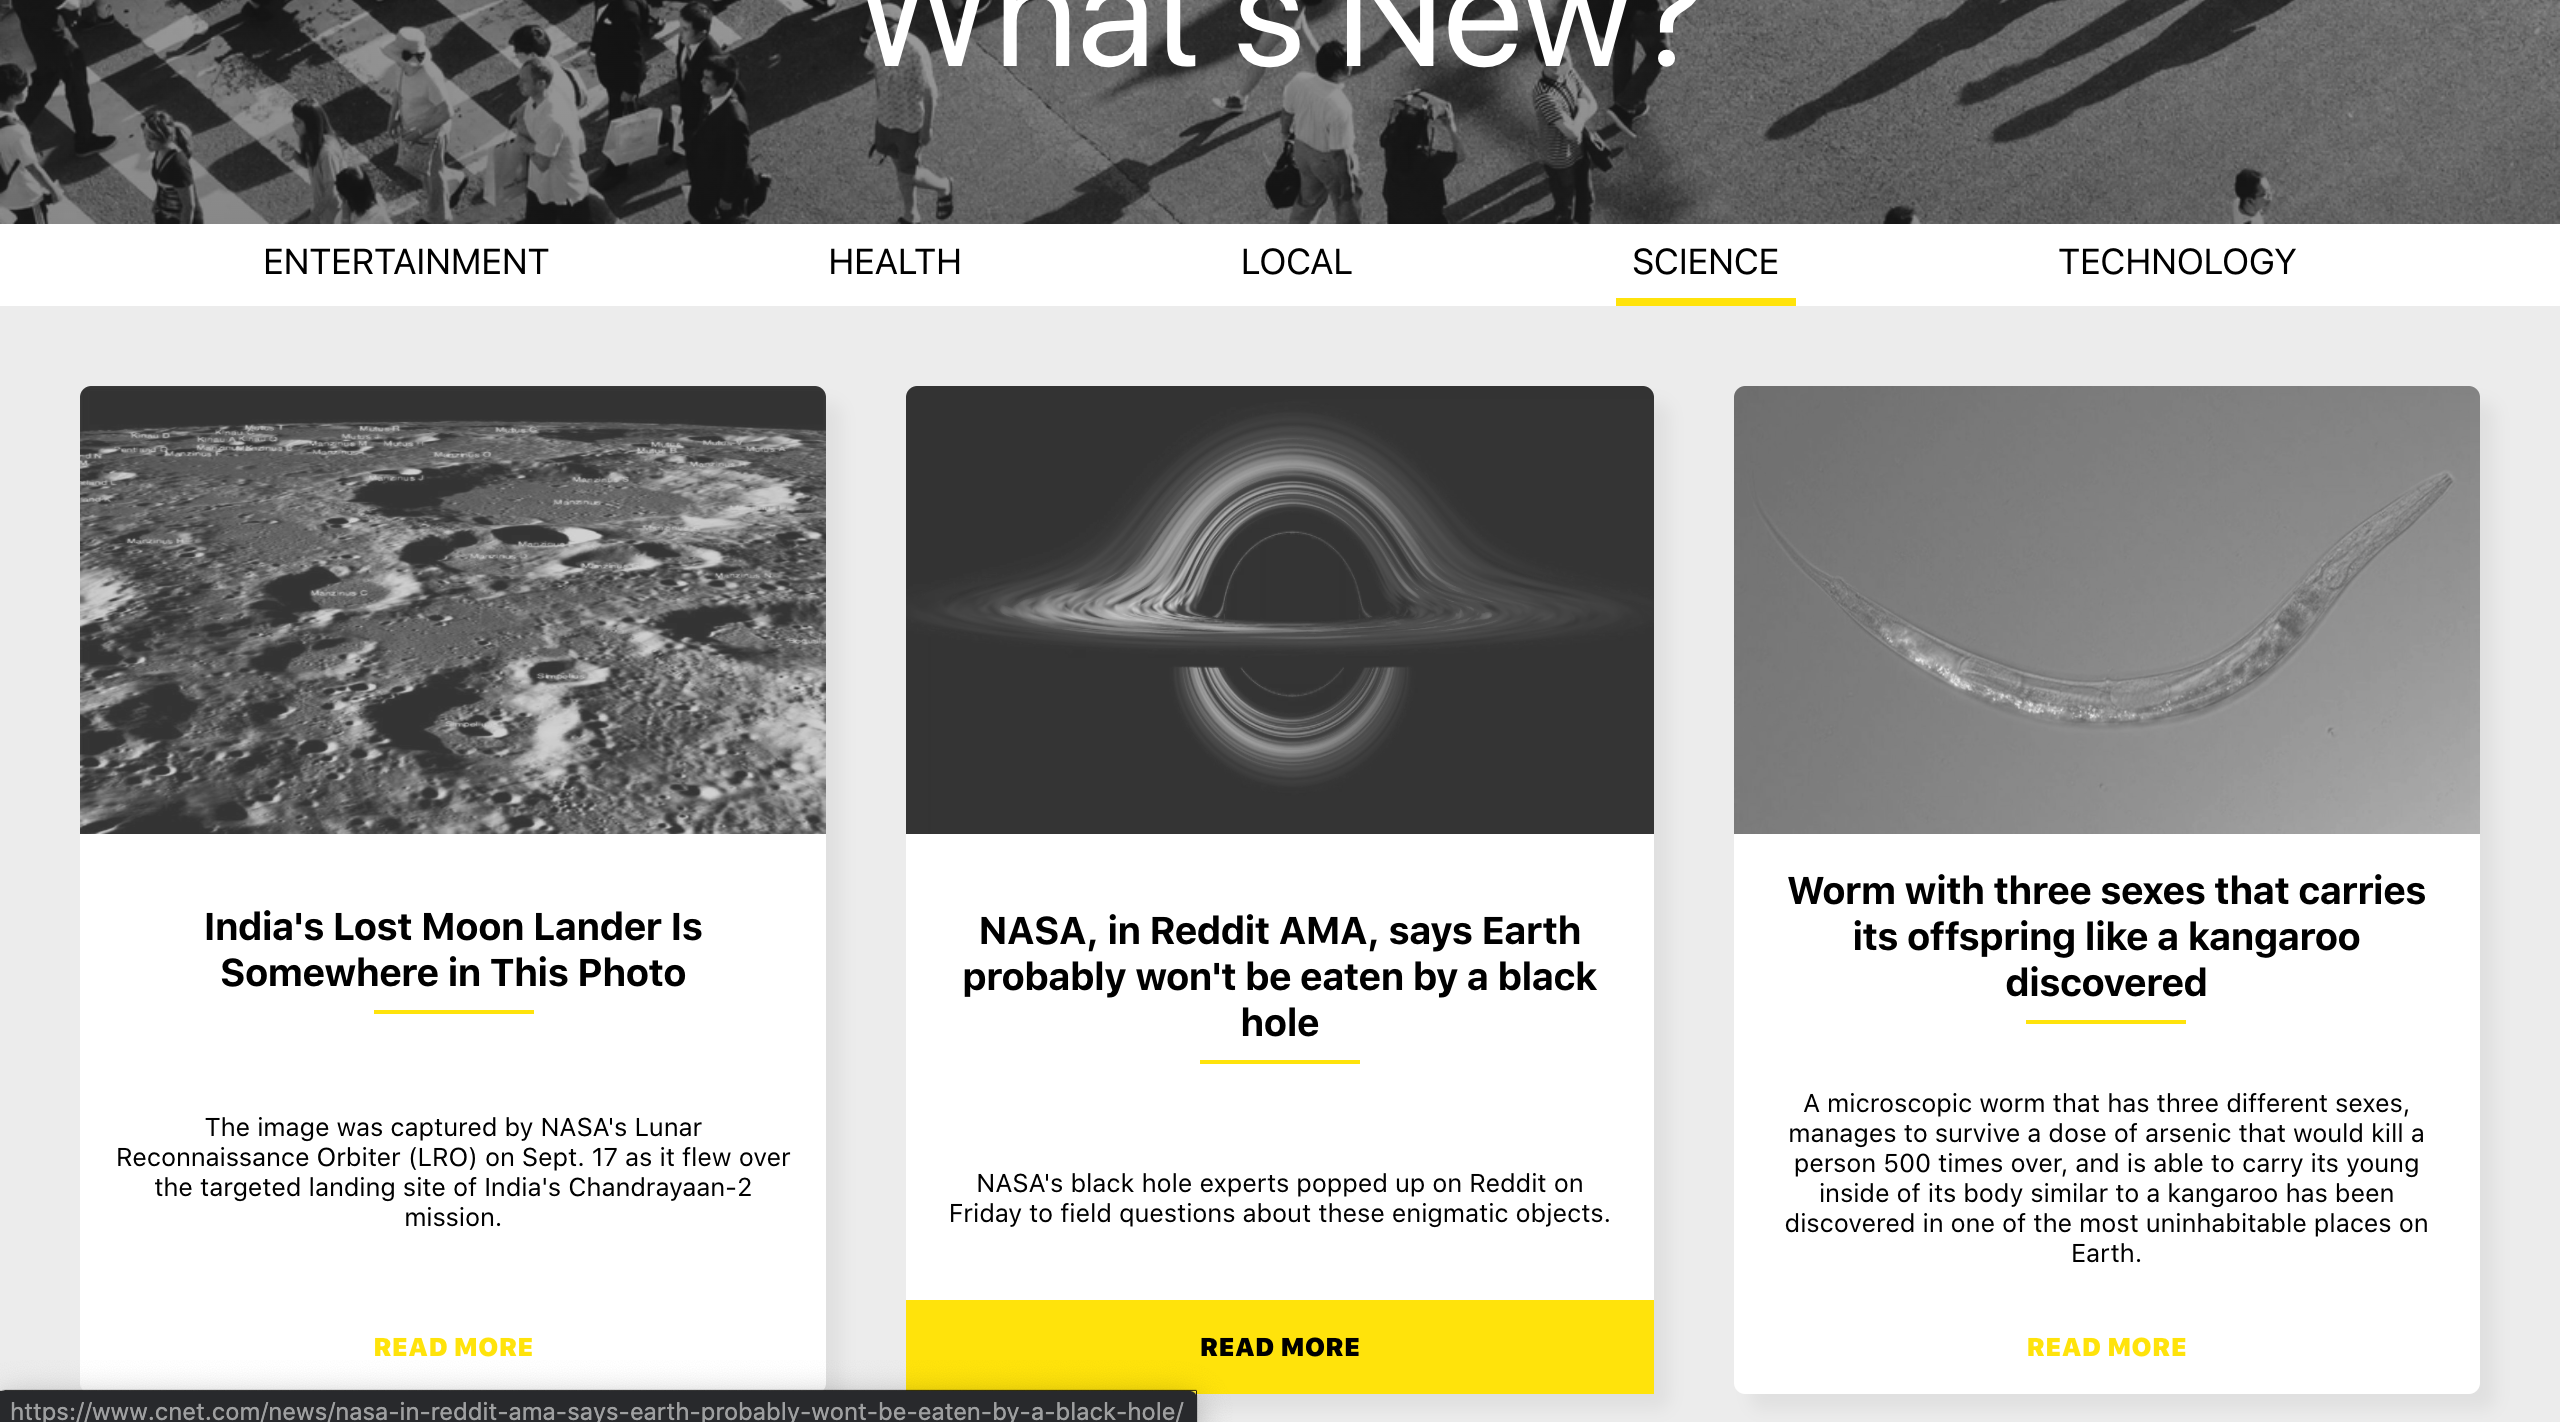 What's New?
ENTERTAINMENT
HEALTH
LOCAL
SCIENCE
TECHNOLOGY
Manzinus J
Manzinus
Manzinus C
Simpelius
India's Lost Moon Lander Is
Somewhere in This Photo
The image was captured by NASA's Lunar
Reconnaissance Orbiter (LRO) on Sept. 17 as it flew over
the targeted landing site of India's Chandrayaan-2
mission.
READ MORE
NASA, in Reddit AMA, says Earth
probably won't be eaten by a black
hole
NASA's black hole experts popped up on Reddit on
Friday to field questions about these enigmatic objects.
READ MORE
Worm with three sexes that carries
its offspring like a kangaroo
discovered
A microscopic worm that has three different sexes,
manages to survive a dose of arsenic that would kill a
person 500 times over, and is able to carry its young
inside of its body similar to a kangaroo has been
discovered in one of the most uninhabitable places on
Earth.
READ MORE
https://www.cnet.com/news/nasa-in-reddit-ama-says-earth-probably-wont-be-eaten-by-a-black-hole/